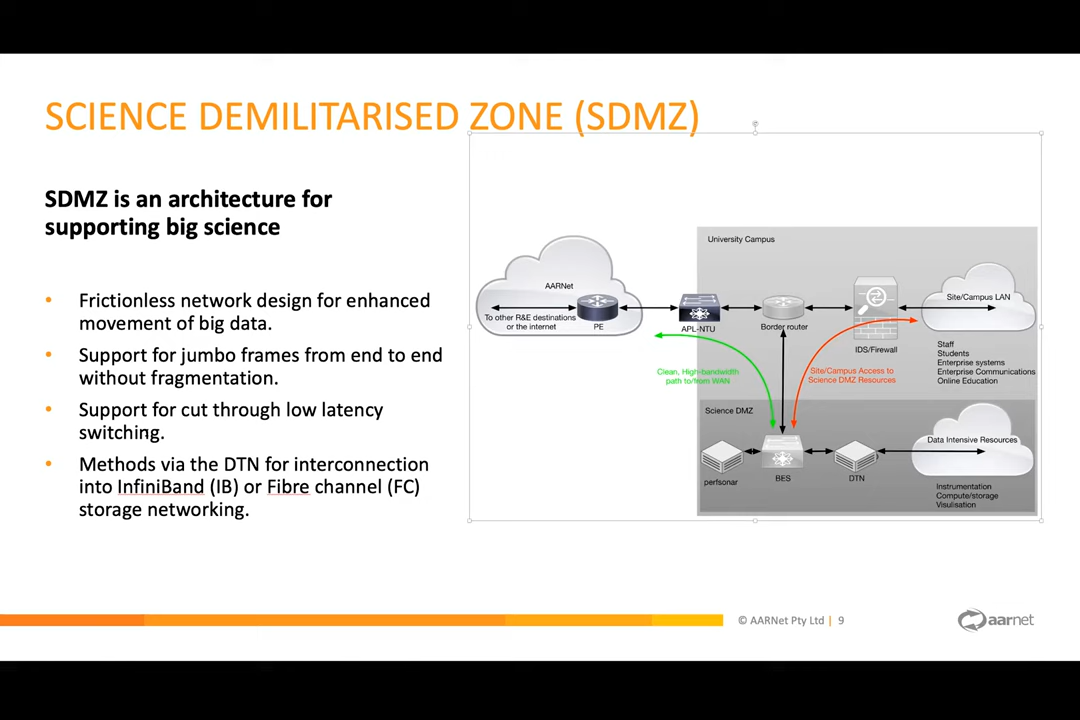 SCIENCE DEMILITARISED ZONE (SDMZ)
SDMZ is an architecture for
supporting big science
• Frictionless network design for enhanced
movement of big data.
• Support for jumbo frames from end to end
without fragmentation.
• Support for cut through low latency
switching.
• Methods via the DTN for interconnection
into InfiniBand (IB) or Fibre channel (FC)
storage networking.
University Campus
AARNet
To other R&E destinations
or the internet
PE
APL-NTU
Border router
IDS/Firewall
Site/Campus LAN
Staff
Students
Enterprise systems
Enterprise Communications
Online Education
Clean, High-bandwidth
path to/from WAN
Site/Campus Access to
Science DMZ Resources
Science DMZ
perfsonar
BES
DTN
Data Intensive Resources
Instrumentation
Compute/storage
Visulisation
© AARNet Pty Ltd | 9
aarnet